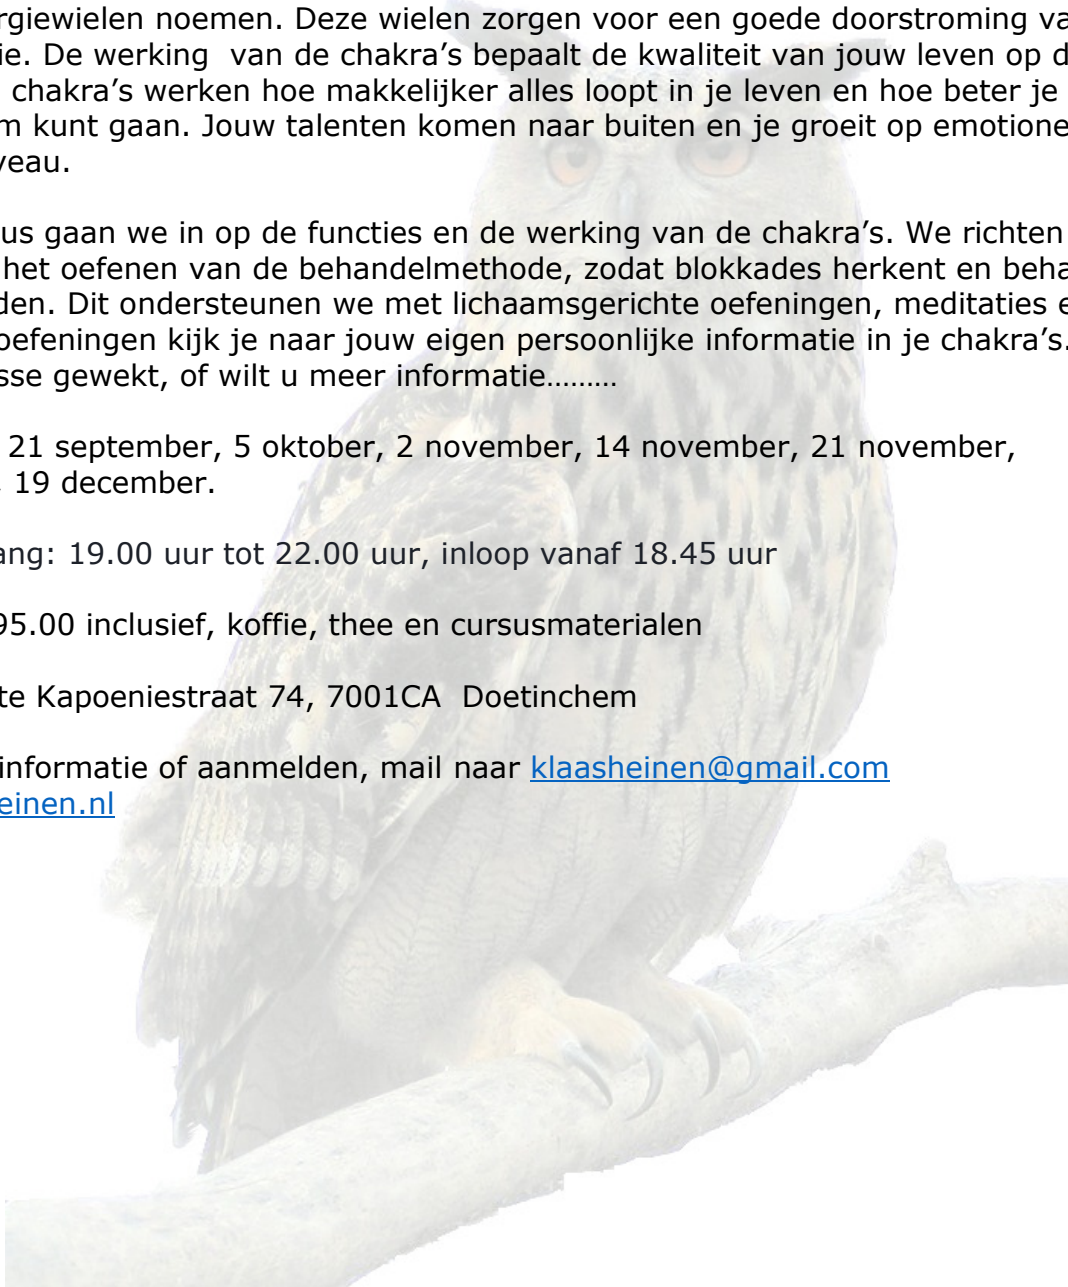 rgiewielen noemen. Deze wielen zorgen voor een goede doorstroming va
ie. De werking  van de chakra’s bepaalt de kwaliteit van jouw leven op d
chakra’s werken hoe makkelijker alles loopt in je leven en hoe beter je
m kunt gaan. Jouw talenten komen naar buiten en je groeit op emotione
veau.
us gaan we in op de functies en de werking van de chakra’s. We richten
het oefenen van de behandelmethode, zodat blokkades herkent en beha
den. Dit ondersteunen we met lichaamsgerichte oefeningen, meditaties e
oefeningen kijk je naar jouw eigen persoonlijke informatie in je chakra’s.
sse gewekt, of wilt u meer informatie………
21 september, 5 oktober, 2 november, 14 november, 21 november,
, 19 december.
ang: 19.00 uur tot 22.00 uur, inloop vanaf 18.45 uur
95.00 inclusief, koffie, thee en cursusmaterialen
te Kapoeniestraat 74, 7001CA  Doetinchem
informatie of aanmelden, mail naar klaasheinen@gmail.com
einen.nl